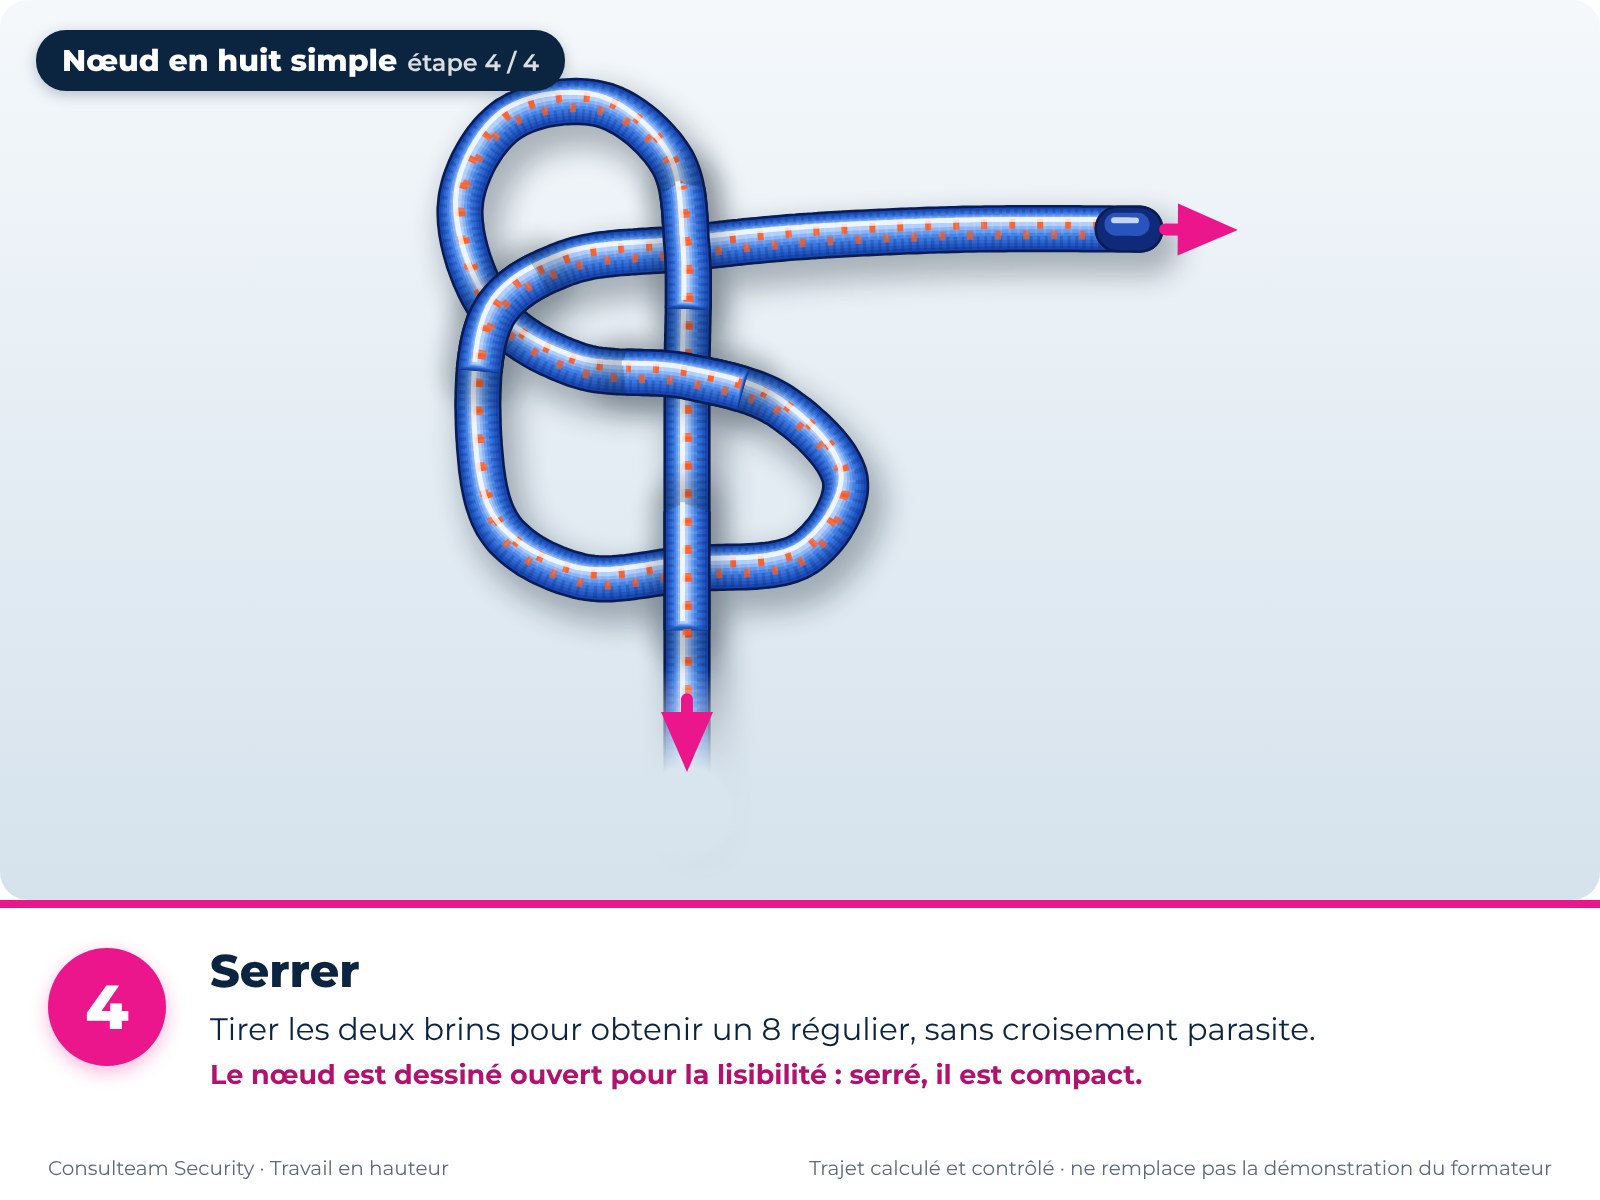 Nœud en huit simple étape 4 / 4
4
Serrer
Tirer les deux brins pour obtenir un 8 régulier, sans croisement parasite.
Le nœud est dessiné ouvert pour la lisibilité : serré, il est compact.
Consulteam Security · Travail en hauteur
Trajet calculé et contrôlé · ne remplace pas la démonstration du formateur